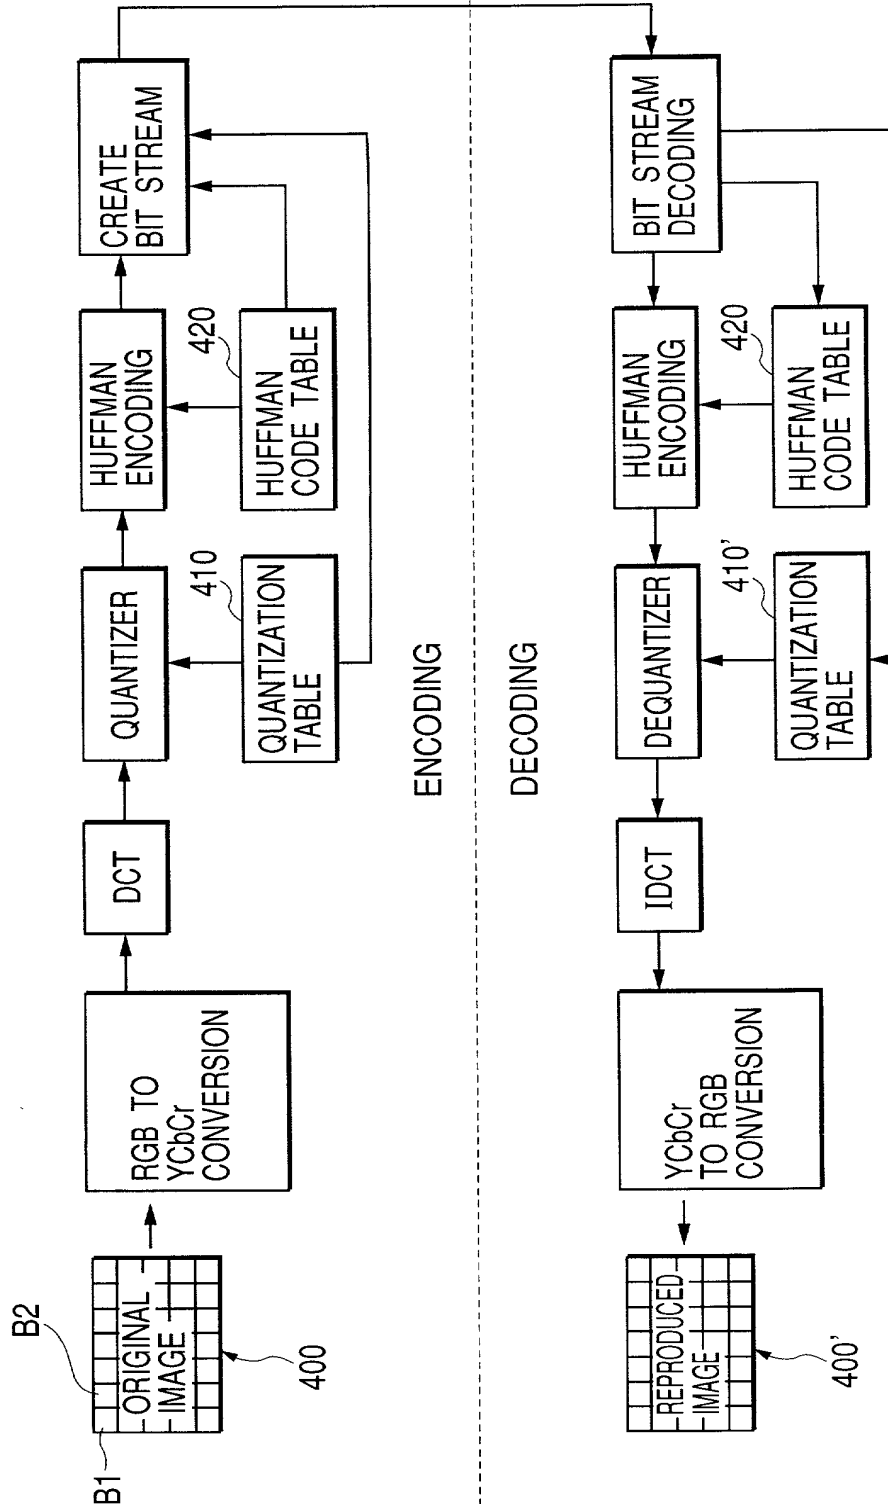 B1
B2
ORIGINAL
IMAGE
400
RGB TO
YCbCr
CONVERSION
DCT
QUANTIZER
410
QUANTIZATION
TABLE
HUFFMAN
ENCODING
420
HUFFMAN
CODE TABLE
CREATE
BIT STREAM
ENCODING
DECODING
BIT STREAM
DECODING
HUFFMAN
ENCODING
420
HUFFMAN
CODE TABLE
DEQUANTIZER
410'
QUANTIZATION
TABLE
IDCT
YCbCr
TO RGB
CONVERSION
REPRODUCED
IMAGE
400'